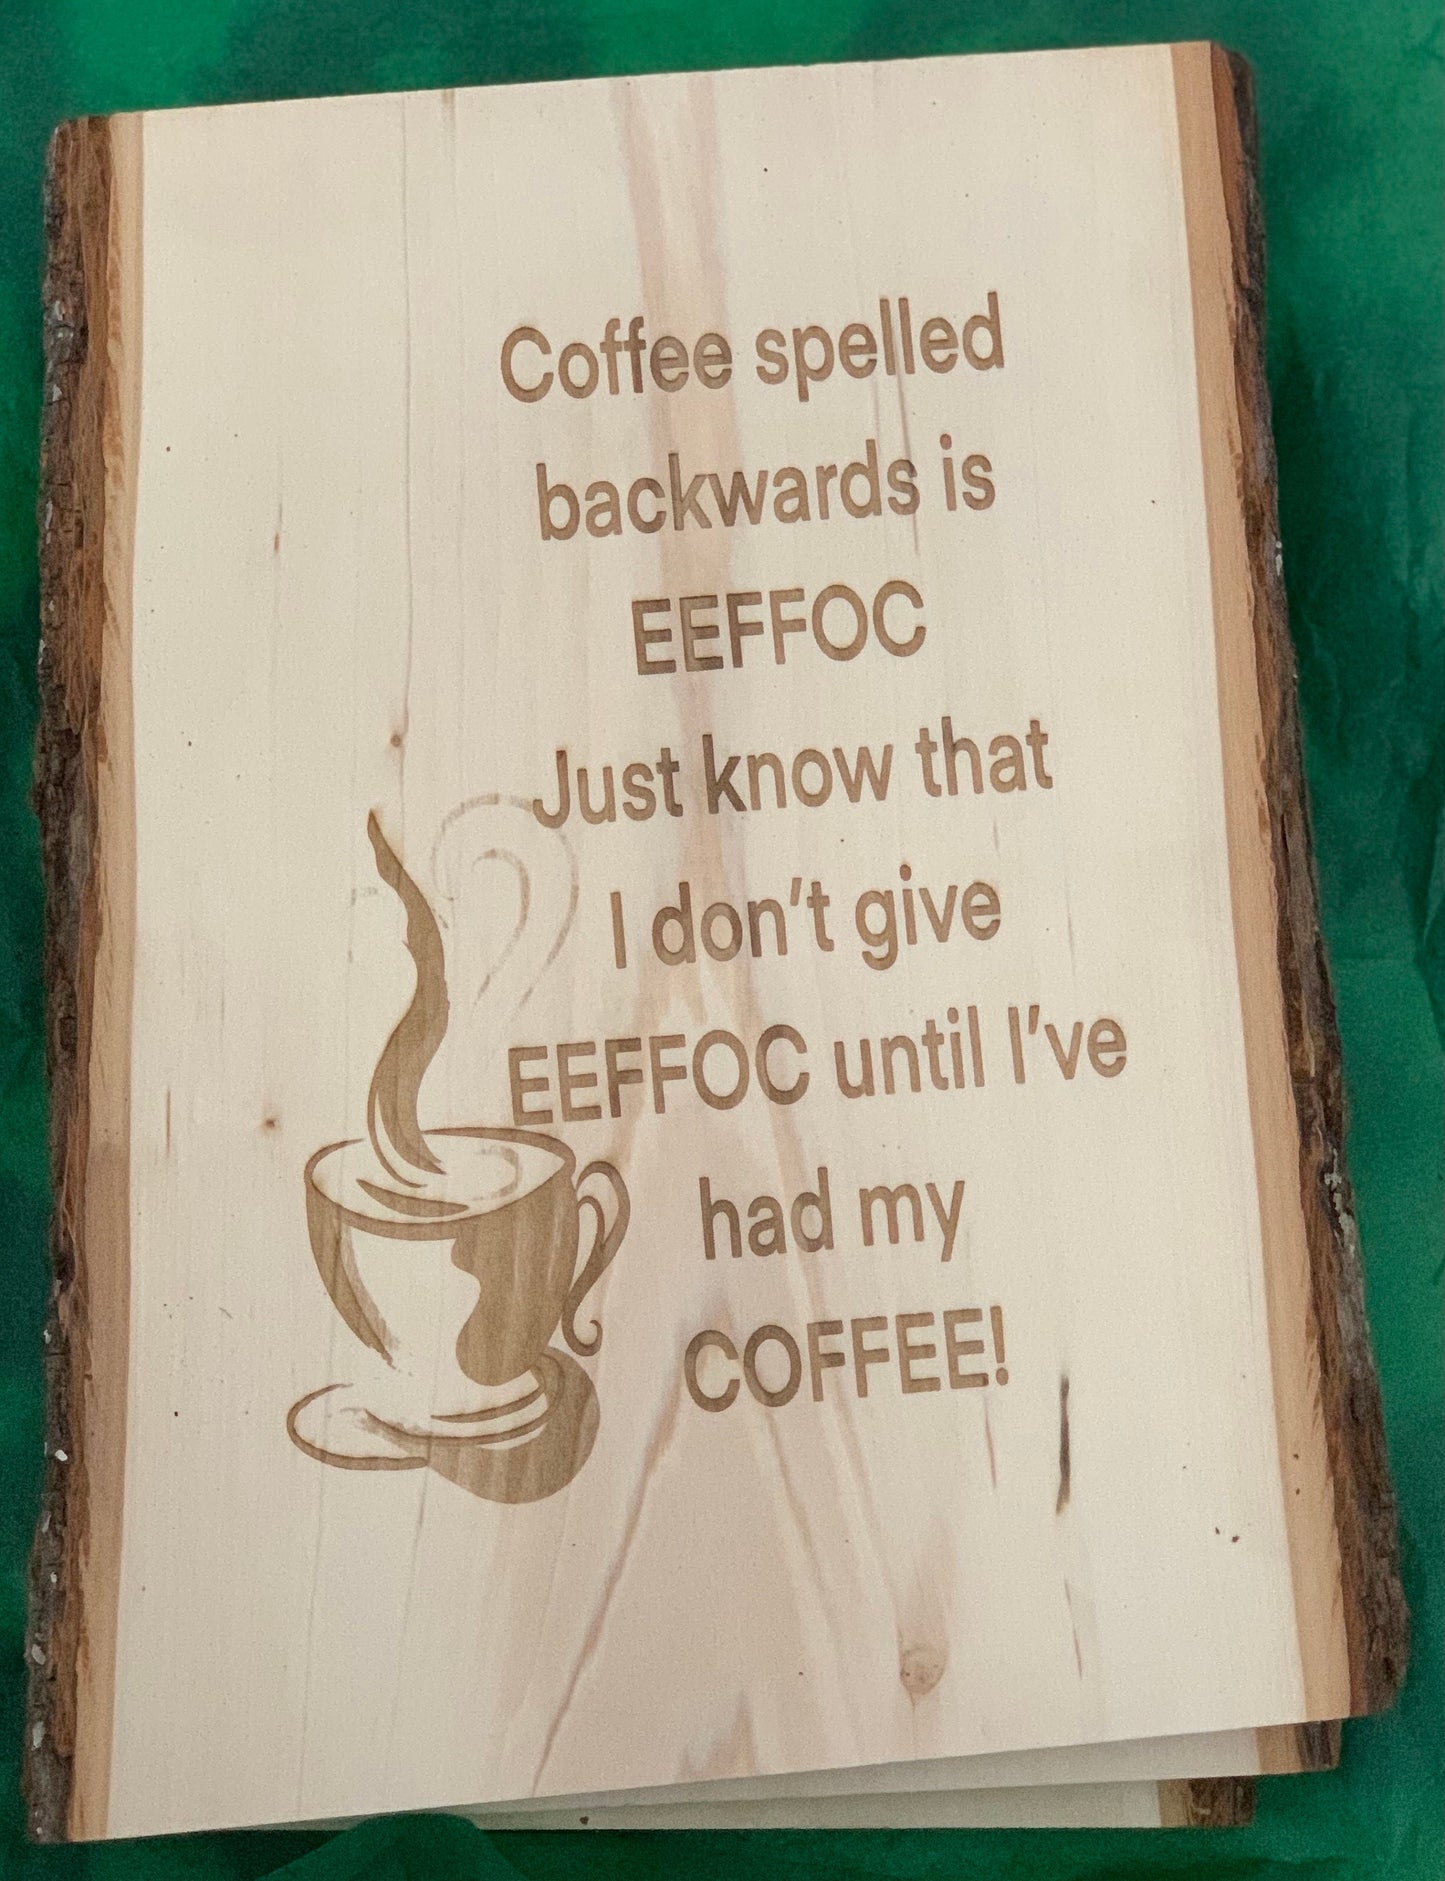 Coffee spelled
backwards is
EEFFOC
Just know that
I don't give
EEFFOC until I've
had my
COFFEE!